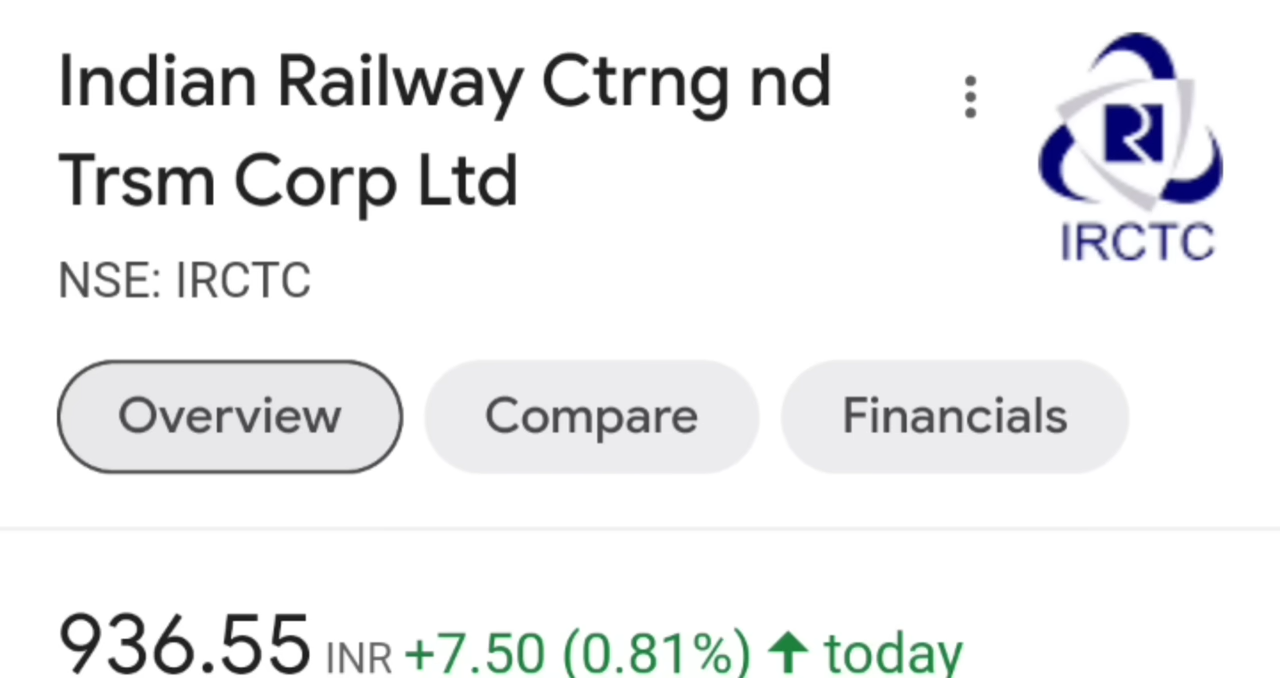 Indian Railway Ctrng nd
Trsm Corp Ltd
IRCTC
NSE: IRCTC
Overview Compare Financials
936.55 INR +7.50 (0.81%) ↑ today